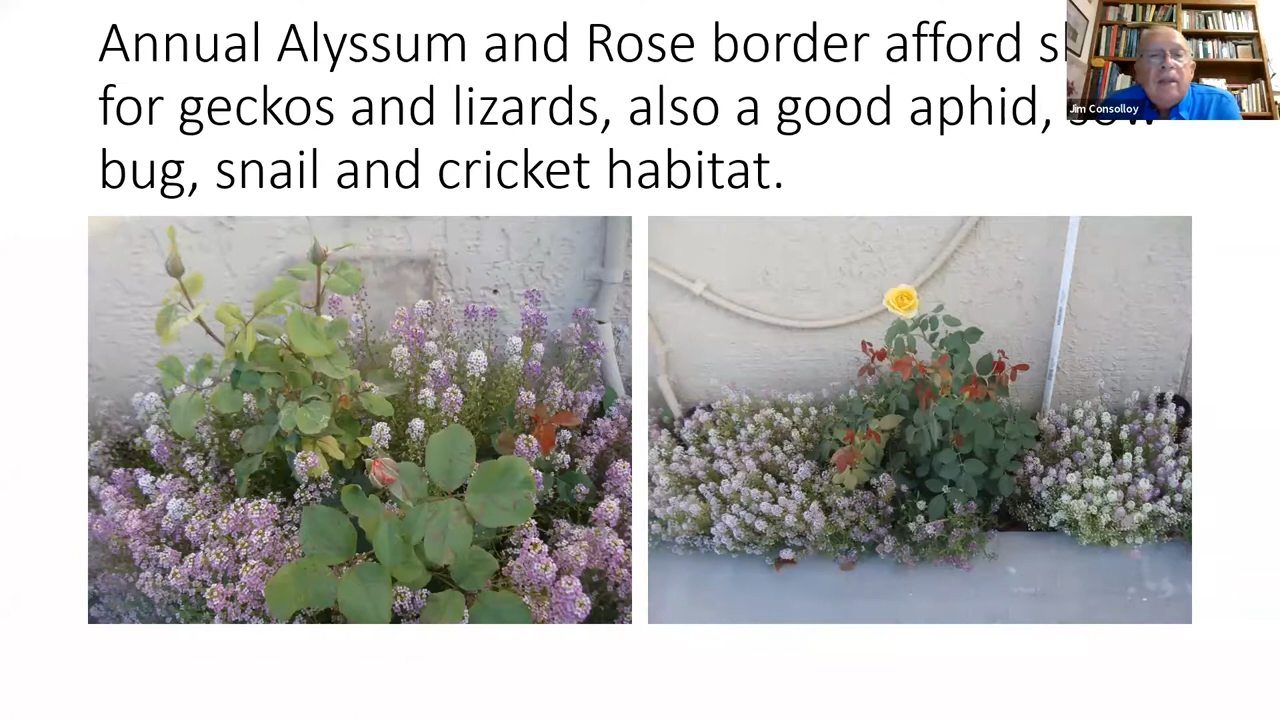 Annual Alyssum and Rose border afford
for geckos and lizards, also a good aphid,
bug, snail and cricket habitat.
Jim Consolloy